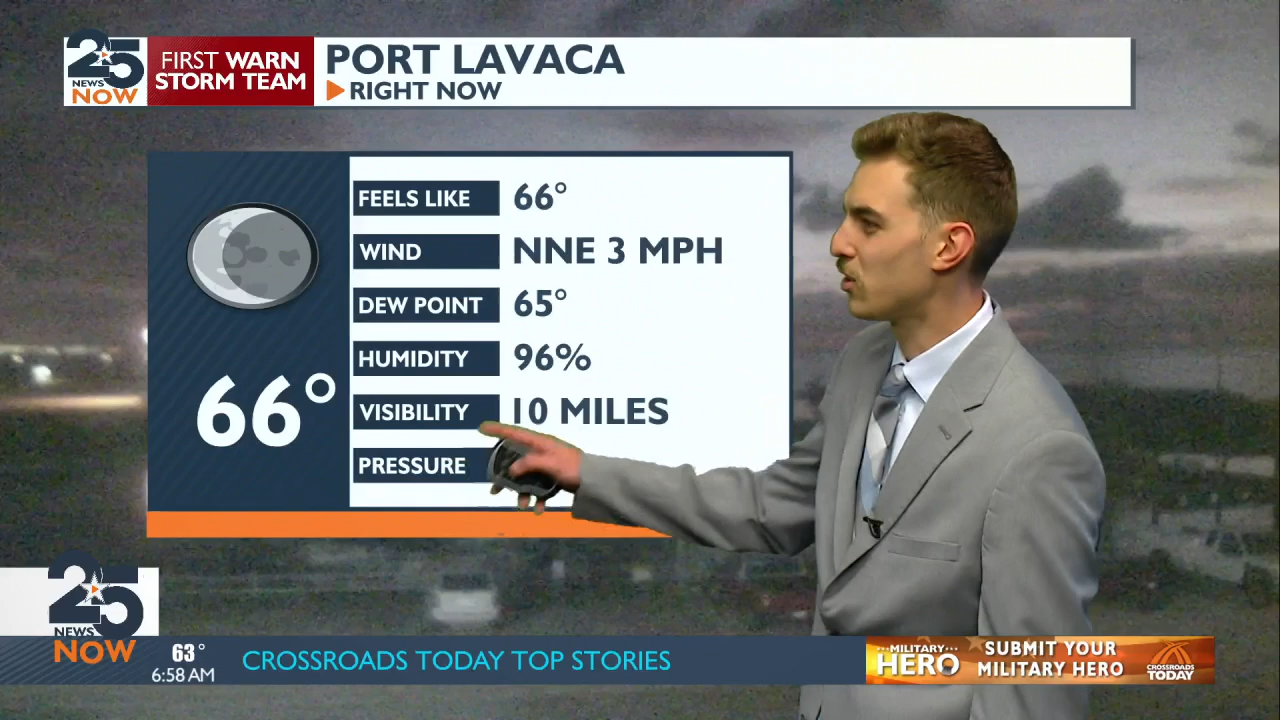 25
NEWS
NOW
FIRST WARN
STORM TEAM
PORT LAVACA
RIGHT NOW
66°
FEELS LIKE 66°
WIND NNE 3 MPH
DEW POINT 65°
HUMIDITY 96%
VISIBILITY 10 MILES
PRESSURE
25
NEWS
NOW
63°
6:58 AM
CROSSROADS TODAY TOP STORIES
MILITARY
HERO
SUBMIT YOUR
MILITARY HERO
CROSSROADS
TODAY